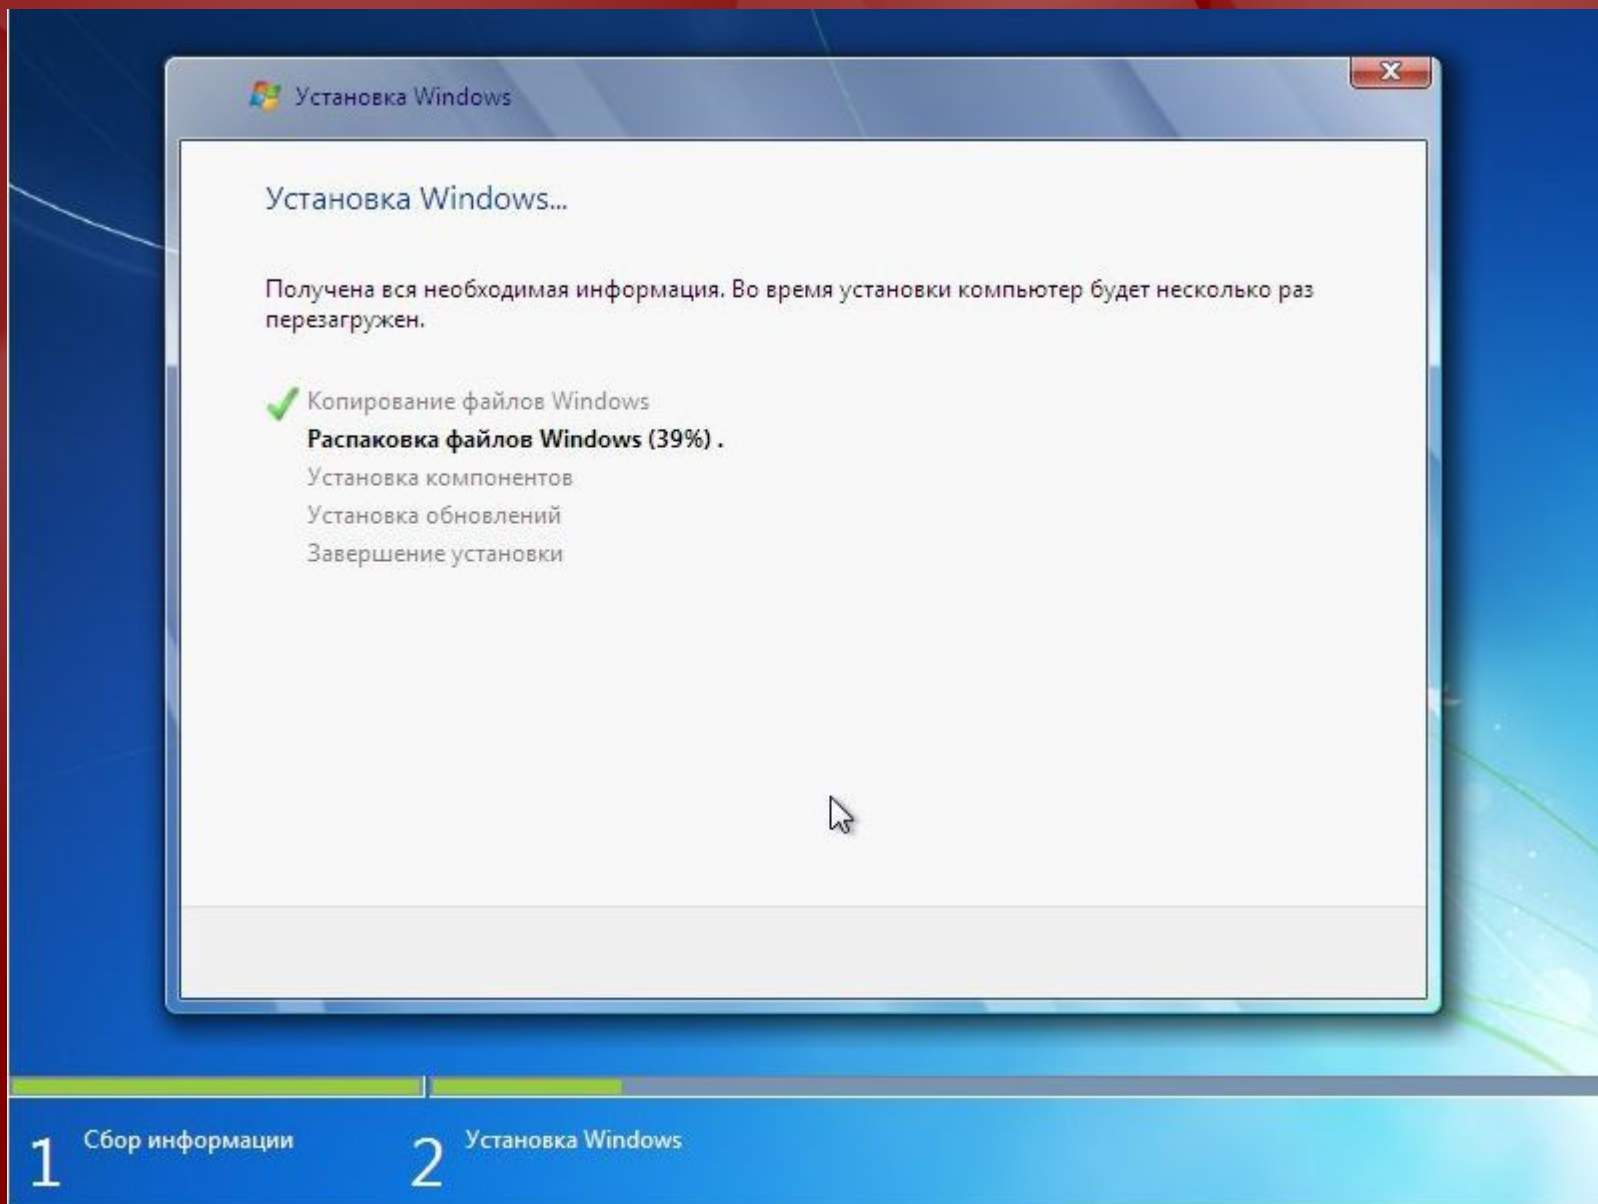 Установка Windows
Установка Windows...
Получена вся необходимая информация. Во время установки компьютер будет несколько раз
перезагружен.
Копирование файлов Windows
Распаковка файлов Windows (39%) .
Установка компонентов
Установка обновлений
Завершение установки
1 Сбор информации
2 Установка Windows